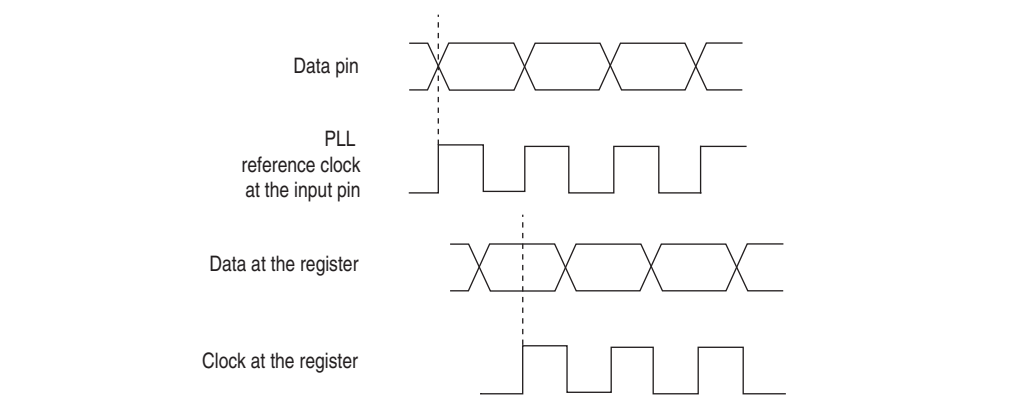 Data pin
PLL
reference clock
at the input pin
Data at the register
Clock at the register